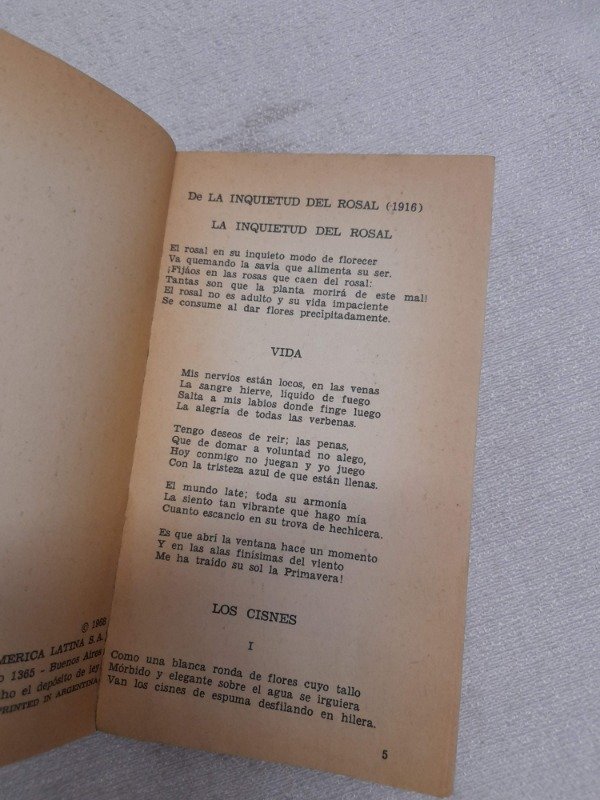 © 1968
MERICA LATINA S.A.
o 1365 - Buenos Aires
ho el depósito de ley
PRINTED IN ARGENTINA
De LA INQUIETUD DEL ROSAL (1916)
LA INQUIETUD DEL ROSAL
El rosal en su inquieto modo de florecer
Va quemando la savia que alimenta su ser.
¡Fijáos en las rosas que caen del rosal:
Tantas son que la planta morirá de este mal!
El rosal no es adulto y su vida impaciente
Se consume al dar flores precipitadamente.
VIDA
Mis nervios están locos, en las venas
La sangre hierve, líquido de fuego
Salta a mis labios donde finge luego
La alegría de todas las verbenas.
Tengo deseos de reir; las penas,
Que de domar a voluntad no alego,
Hoy conmigo no juegan y yo juego
Con la tristeza azul de que están llenas.
El mundo late; toda su armonía
La siento tan vibrante que hago mía
Cuanto escancio en su trova de hechicera.
Es que abrí la ventana hace un momento
Y en las alas finísimas del viento
Me ha traído su sol la Primavera!
LOS CISNES
I
Como una blanca ronda de flores cuyo tallo
Mórbido y elegante sobre el agua se irguiera
Van los cisnes de espuma desfilando en hilera.
5